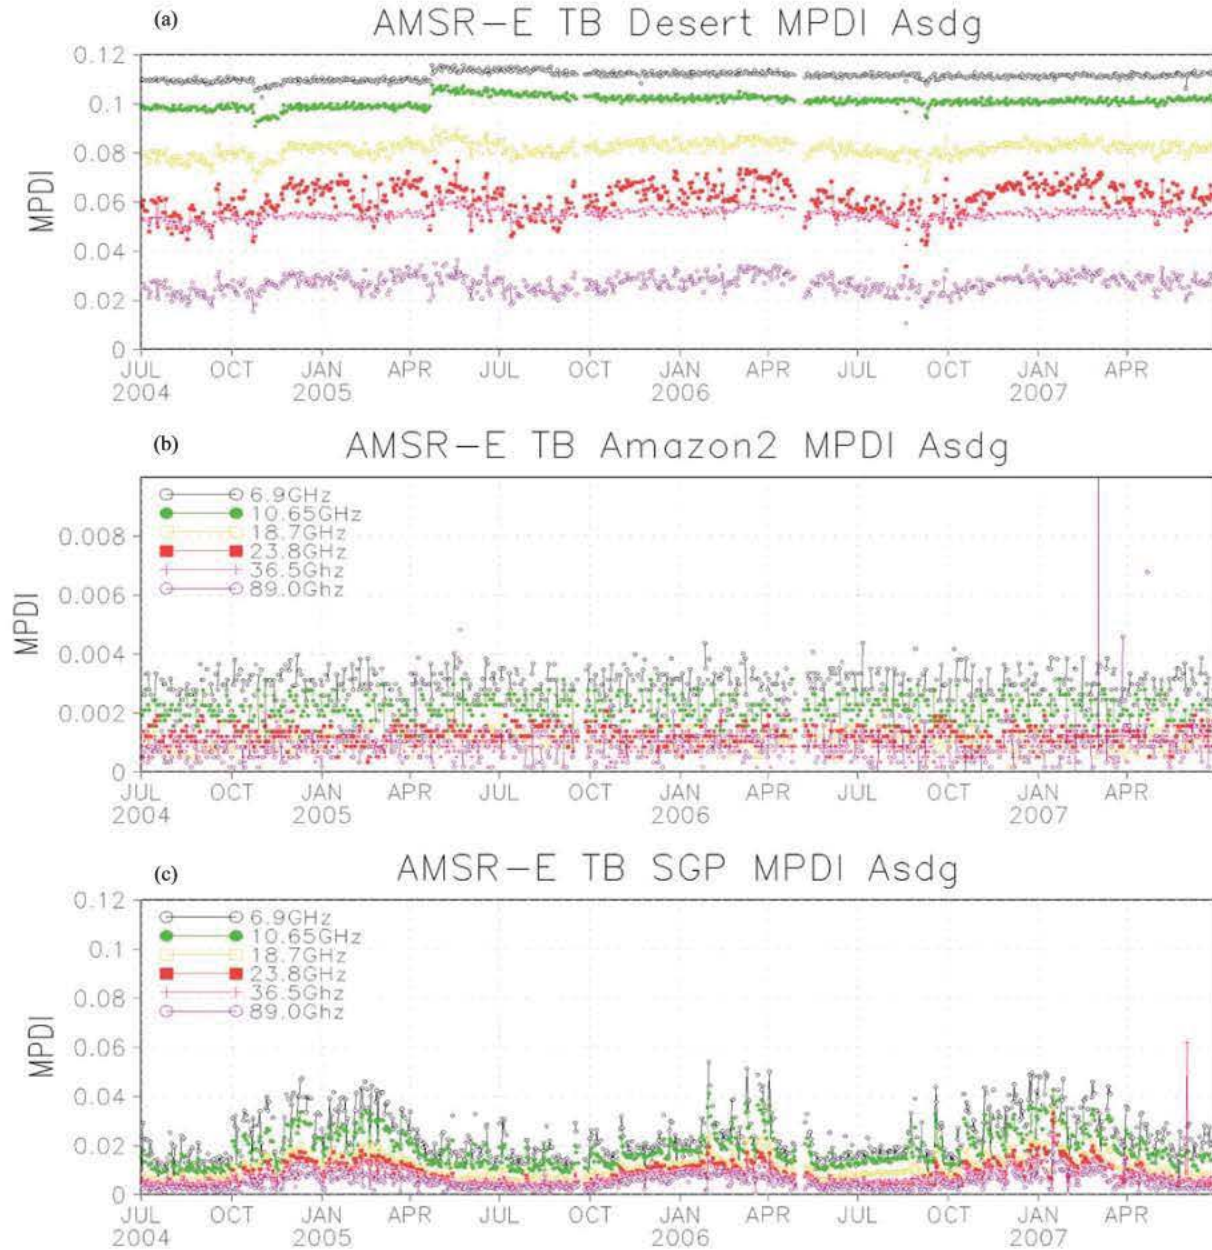 (a) AMSR-E TB Desert MPDI Asdg
0.12
0.1
0.08
0.06
0.04
0.02
0
MPDI
JUL OCT JAN APR JUL OCT JAN APR JUL OCT JAN APR
2004 2005 2006 2007
(b) AMSR-E TB Amazon2 MPDI Asdg
6.9GHz
10.65GHz
18.7GHz
23.8GHz
36.5Ghz
89.0Ghz
0.008
0.006
0.004
0.002
0
MPDI
JUL OCT JAN APR JUL OCT JAN APR JUL OCT JAN APR
2004 2005 2006 2007
(c) AMSR-E TB SGP MPDI Asdg
6.9GHz
10.65GHz
18.7GHz
23.8GHz
36.5Ghz
89.0Ghz
0.12
0.1
0.08
0.06
0.04
0.02
0
MPDI
JUL OCT JAN APR JUL OCT JAN APR JUL OCT JAN APR
2004 2005 2006 2007